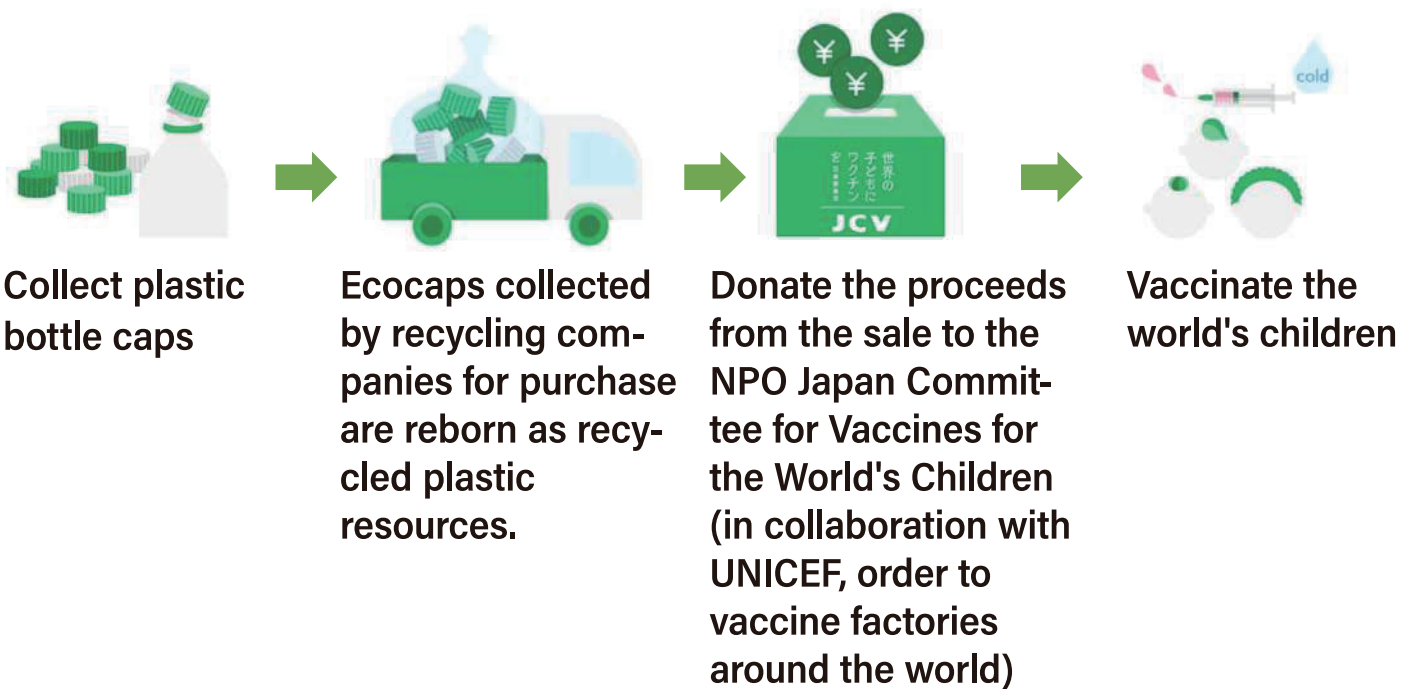 ¥
¥
¥
世界の
子どもに
ワクチン
を
JCV
cold
Collect plastic
bottle caps
Ecocaps collected
by recycling com-
panies for purchase
are reborn as recy-
cled plastic
resources.
Donate the proceeds
from the sale to the
NPO Japan Commit-
tee for Vaccines for
the World's Children
(in collaboration with
UNICEF, order to
vaccine factories
around the world)
Vaccinate the
world's children